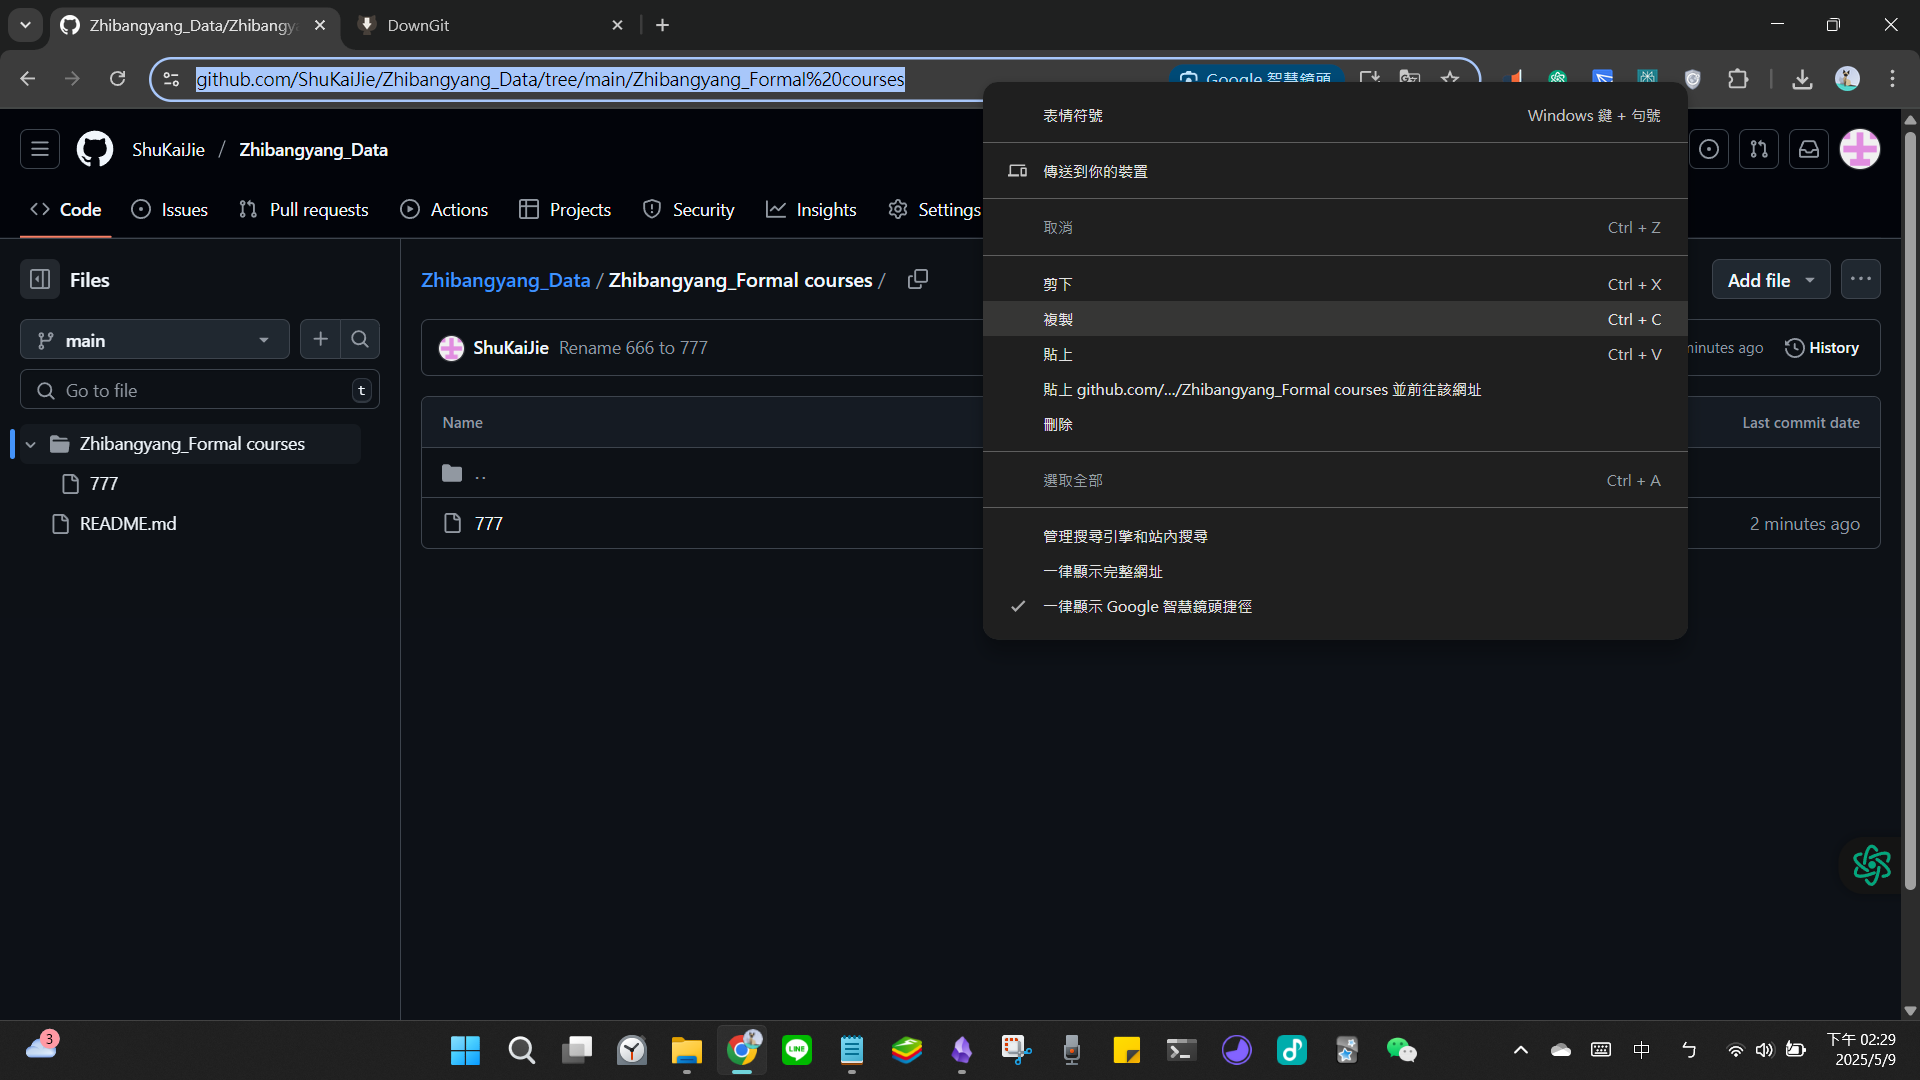 Zhibangyang_Data/Zhibangy
DownGit
github.com/ShuKaiJie/Zhibangyang_Data/tree/main/Zhibangyang_Formal%20courses
Google 智慧鏡頭
ShuKaiJie / Zhibangyang_Data
Code
Issues
Pull requests
Actions
Projects
Security
Insights
Settings
表情符號 Windows 鍵 + 句號
傳送到你的裝置
取消 Ctrl + Z
剪下 Ctrl + X
複製 Ctrl + C
貼上 Ctrl + V
貼上 github.com/.../Zhibangyang_Formal courses 並前往該網址
刪除
選取全部 Ctrl + A
管理搜尋引擎和站內搜尋
一律顯示完整網址
一律顯示 Google 智慧鏡頭捷徑
Files
main
Go to file t
Zhibangyang_Formal courses
777
README.md
Zhibangyang_Data / Zhibangyang_Formal courses /
Add file
ShuKaiJie Rename 666 to 777
minutes ago
History
Name
Last commit date
..
777
2 minutes ago
3
LINE
中
ㄅ
下午 02:29
2025/5/9